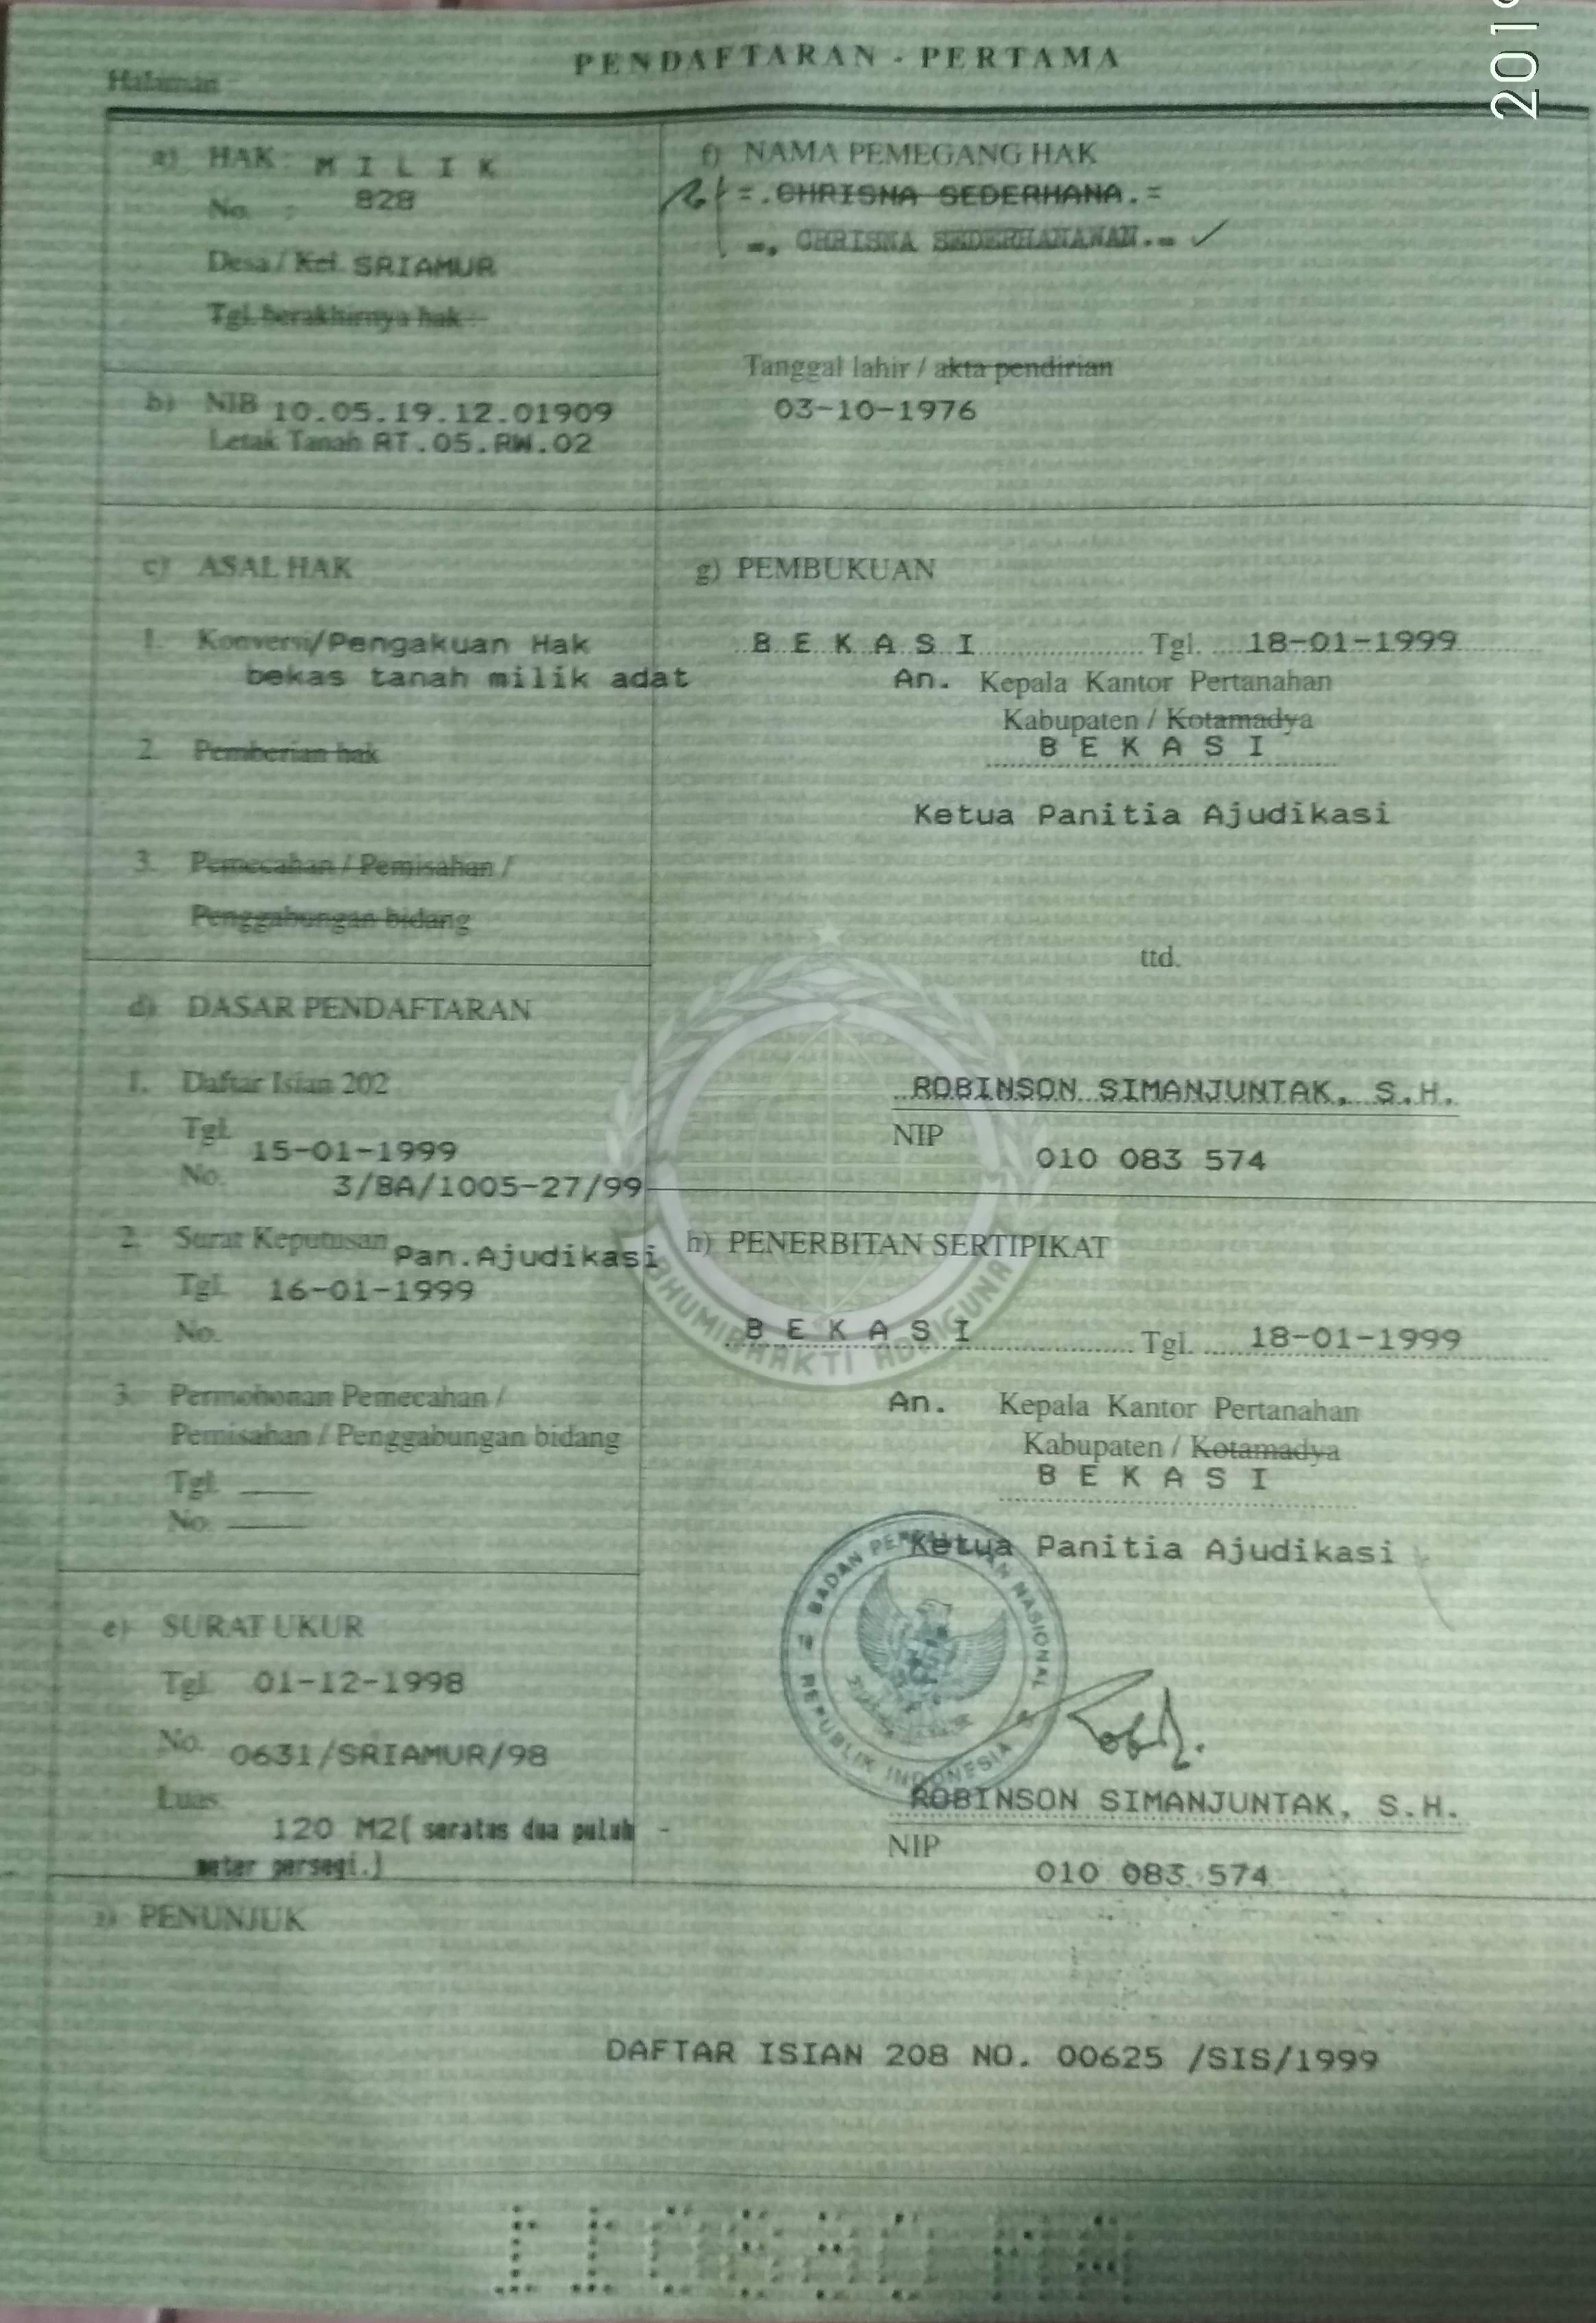 2019
PENDAFTARAN - PERTAMA
Halaman
a) HAK : M I L I K
No. : 828
Desa / Kel. SRIAMUR
Tgl. berakhirnya hak
b) NIB 10.05.19.12.01909
Letak Tanah RT.05.RW.02
c) ASAL HAK
1. Konversi/Pengakuan Hak
bekas tanah milik adat
2. Pemberian hak
3. Pemecahan / Pemisahan /
Penggabungan bidang
d) DASAR PENDAFTARAN
1. Daftar Isian 202
Tgl. 15-01-1999
No. 3/BA/1005-27/99
2. Surat Keputusan Pan.Ajudikasi
Tgl. 16-01-1999
No.
3. Permohonan Pemecahan /
Pemisahan / Penggabungan bidang
Tgl.
No
e) SURAT UKUR
Tgl. 01-12-1998
No. 0631/SRIAMUR/98
Luas
120 M2( seratas dua puluh -
meter persegi.)
f) NAMA PEMEGANG HAK
=.CHRISNA SEDERHANA.=
=. CHRISNA SEDERHANAWAN.=
Tanggal lahir / akta pendirian
03-10-1976
g) PEMBUKUAN
B E K A S I Tgl. 18-01-1999
An. Kepala Kantor Pertanahan
Kabupaten / Kotamadya
B E K A S I
Ketua Panitia Ajudikasi
ttd.
ROBINSON SIMANJUNTAK, S.H.
NIP
010 083 574
h) PENERBITAN SERTIPIKAT
B E K A S I Tgl. 18-01-1999
An. Kepala Kantor Pertanahan
Kabupaten / Kotamadya
B E K A S I
Ketua Panitia Ajudikasi
BADAN PERTANAHAN NASIONAL
REPUBLIK INDONESIA
ROBINSON SIMANJUNTAK, S.H.
NIP
010 083 574
BHUMIBHAKTI ADHIGUNA
i) PENUNJUK
DAFTAR ISIAN 208 NO. 00625 /SIS/1999